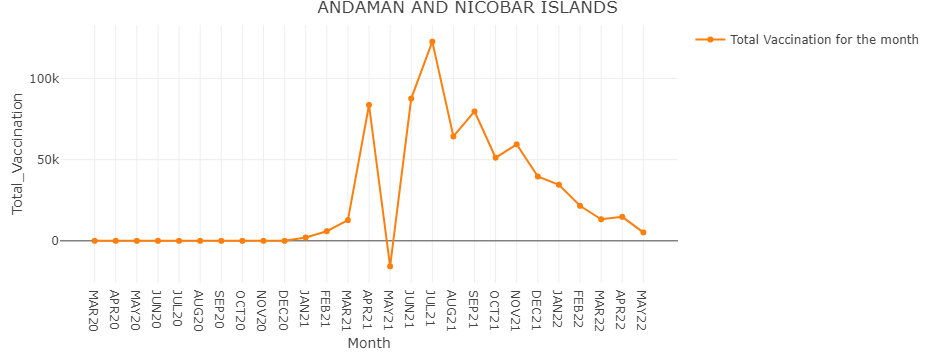 ANDAMAN AND NICOBAR ISLANDS
Total Vaccination for the month
Total_Vaccination
100k
50k
0
MAR20
APR20
MAY20
JUN20
JUL20
AUG20
SEP20
OCT20
NOV20
DEC20
JAN21
FEB21
MAR21
APR21
MAY21
JUN21
JUL21
AUG21
SEP21
OCT21
NOV21
DEC21
JAN22
FEB22
MAR22
APR22
MAY22
Month